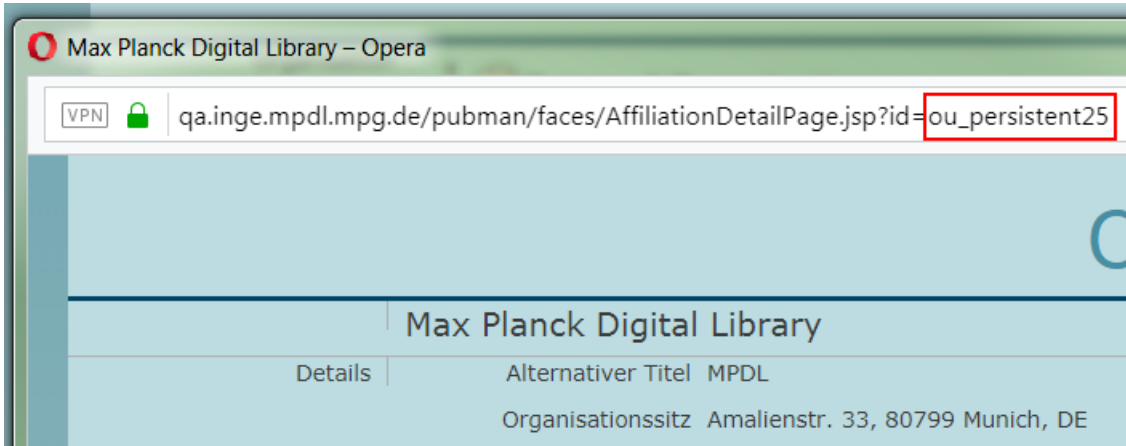 Max Planck Digital Library – Opera
VPN qa.inge.mpdl.mpg.de/pubman/faces/AffiliationDetailPage.jsp?id=ou_persistent25
Max Planck Digital Library
Details Alternativer Titel MPDL
Organisationssitz Amalienstr. 33, 80799 Munich, DE